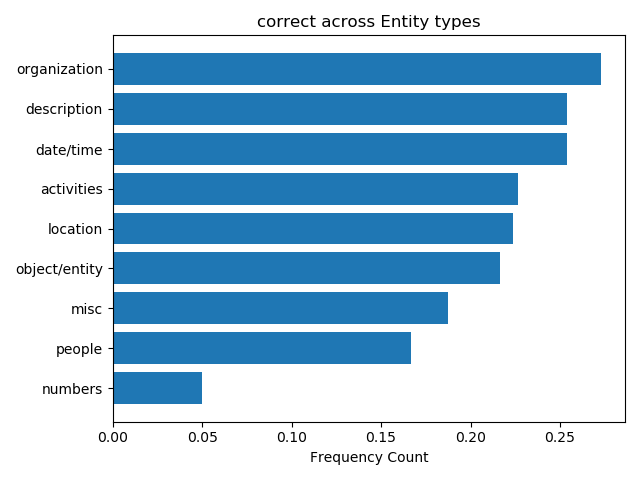 correct across Entity types
organization
description
date/time
activities
location
object/entity
misc
people
numbers
0.00 0.05 0.10 0.15 0.20 0.25
Frequency Count